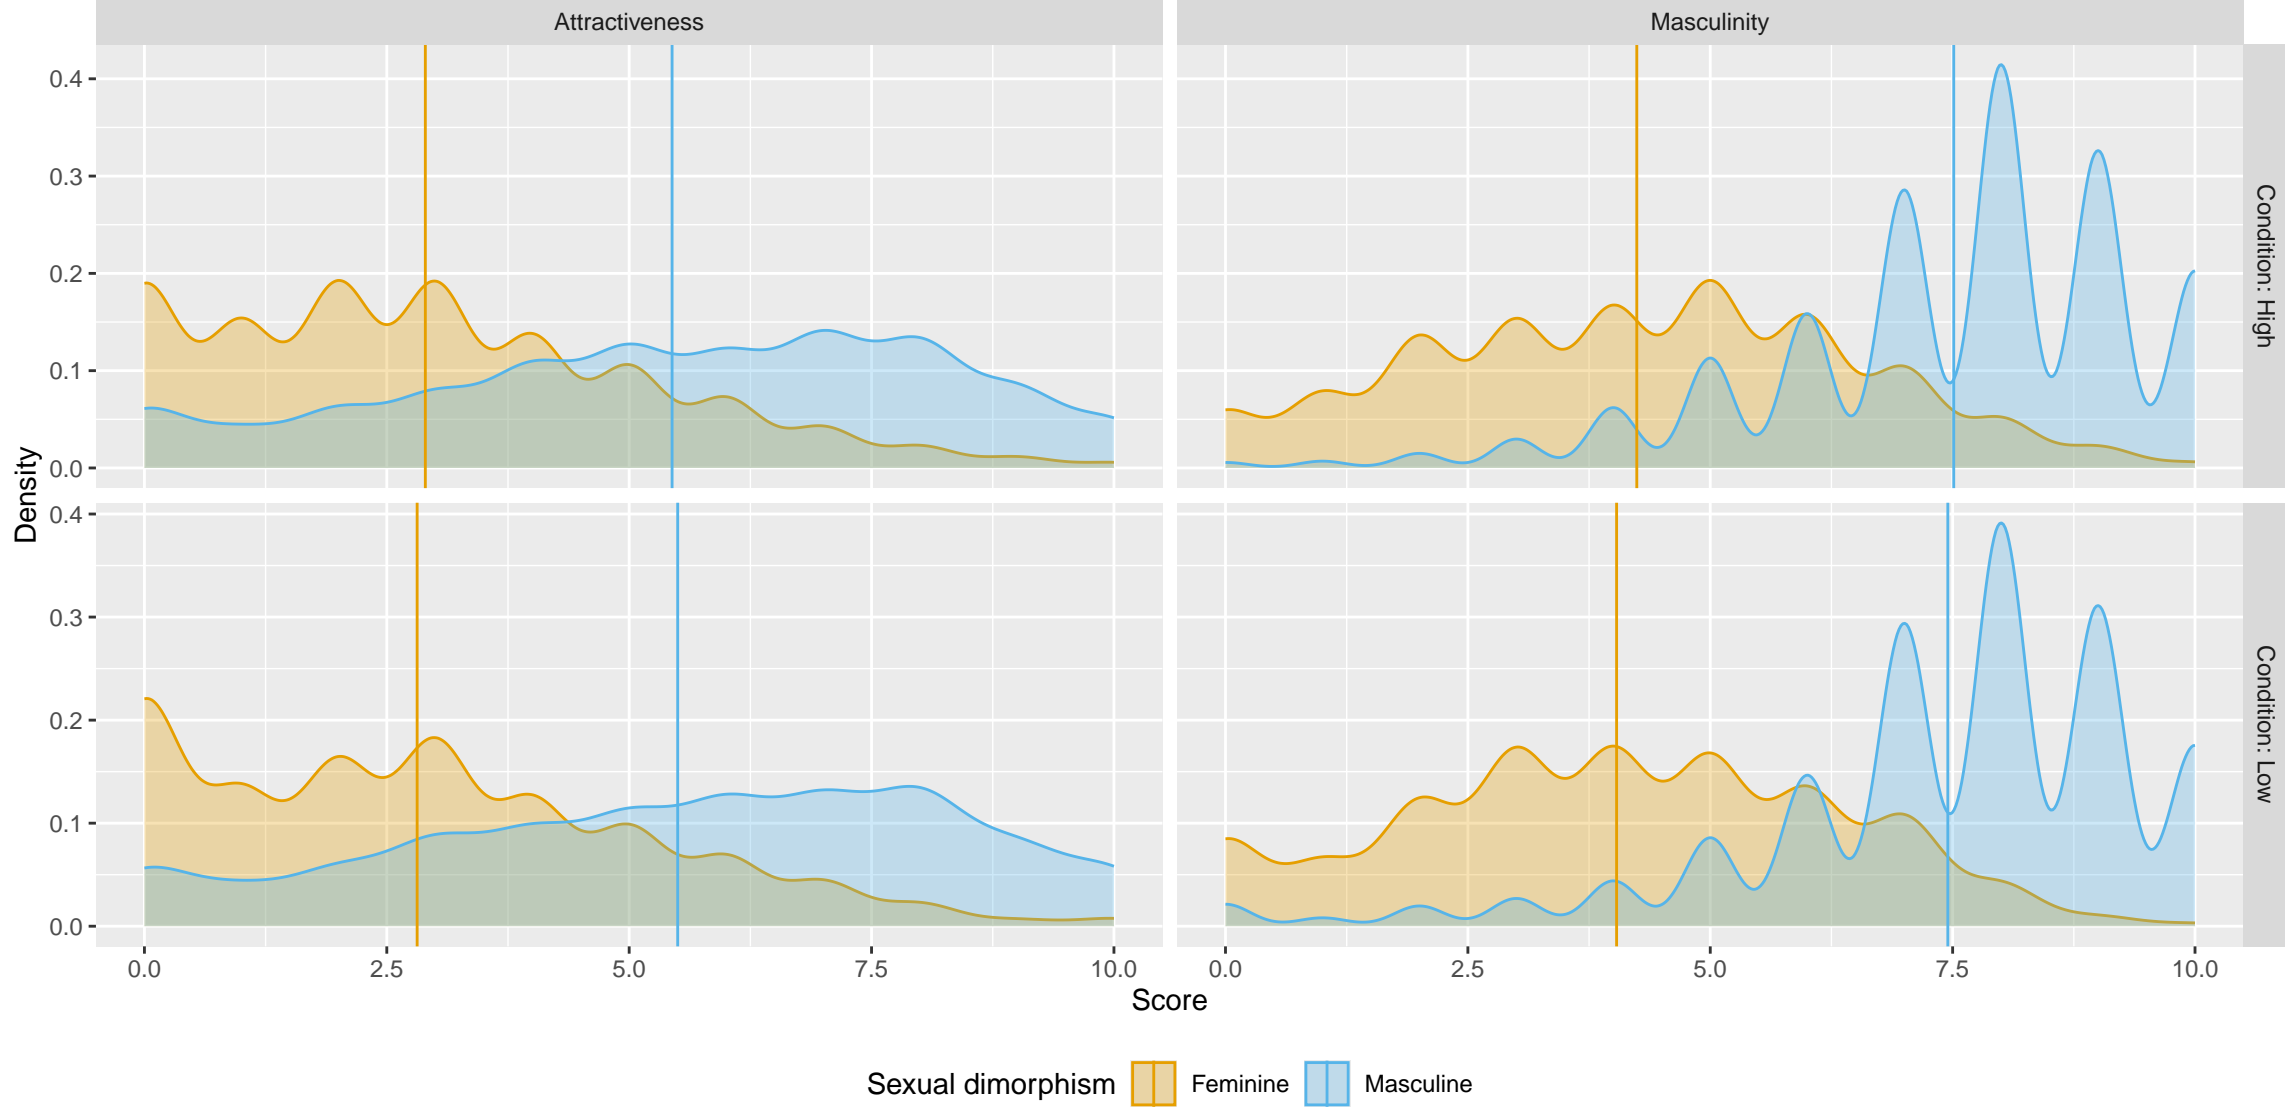 Attractiveness
Masculinity
0.4
0.3
0.2
0.1
0.0
Condition: High
Density
0.4
0.3
0.2
0.1
0.0
Condition: Low
0.0 2.5 5.0 7.5 10.0
0.0 2.5 5.0 7.5 10.0
Score
Sexual dimorphism Feminine Masculine